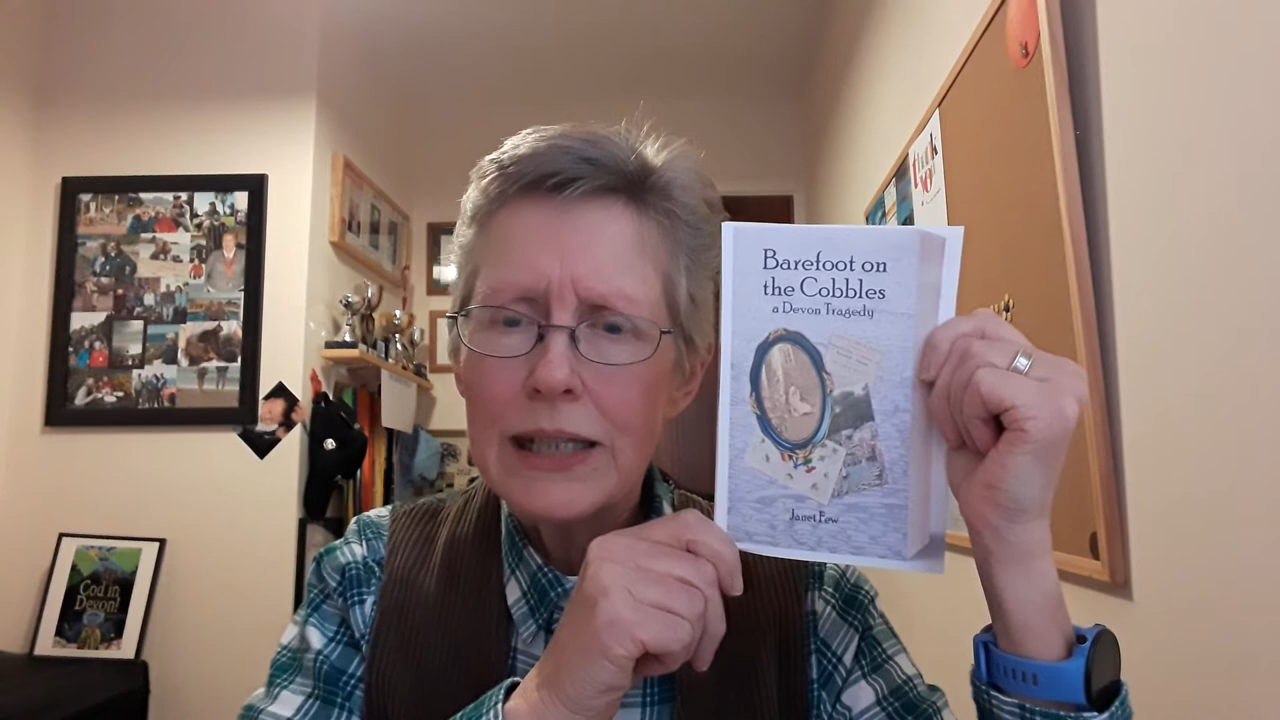 Barefoot on
the Cobbles
a Devon Tragedy
Janet Few
Cod in
Devon!